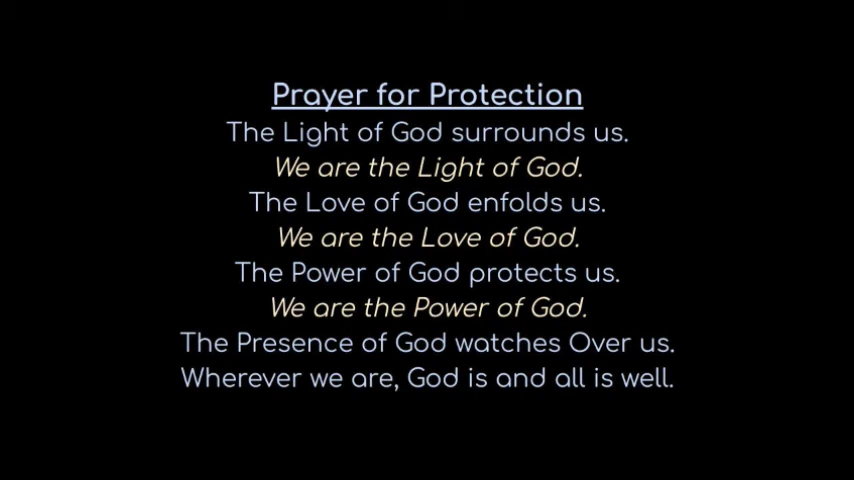 Prayer for Protection
The Light of God surrounds us.
We are the Light of God.
The Love of God enfolds us.
We are the Love of God.
The Power of God protects us.
We are the Power of God.
The Presence of God watches Over us.
Wherever we are, God is and all is well.